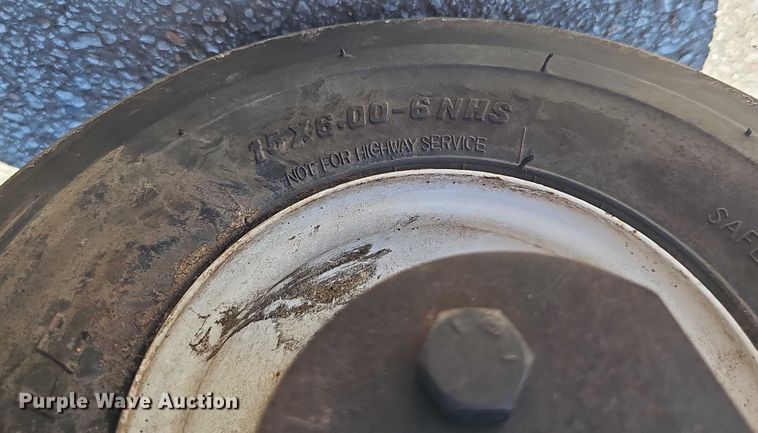 15X6.00-6 NHS
NOT FOR HIGHWAY SERVICE
Purple Wave Auction